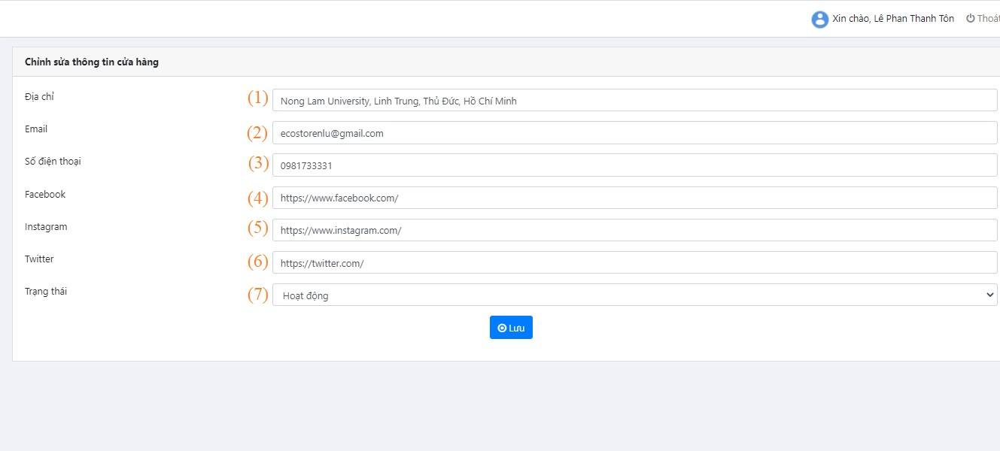 Xin chào, Lê Phan Thanh Tôn Thoát
Chỉnh sửa thông tin cửa hàng
Địa chỉ (1) Nong Lam University, Linh Trung, Thủ Đức, Hồ Chí Minh
Email (2) ecostorenlu@gmail.com
Số điện thoại (3) 0981733331
Facebook (4) https://www.facebook.com/
Instagram (5) https://www.instagram.com/
Twitter (6) https://twitter.com/
Trạng thái (7) Hoạt động
Lưu